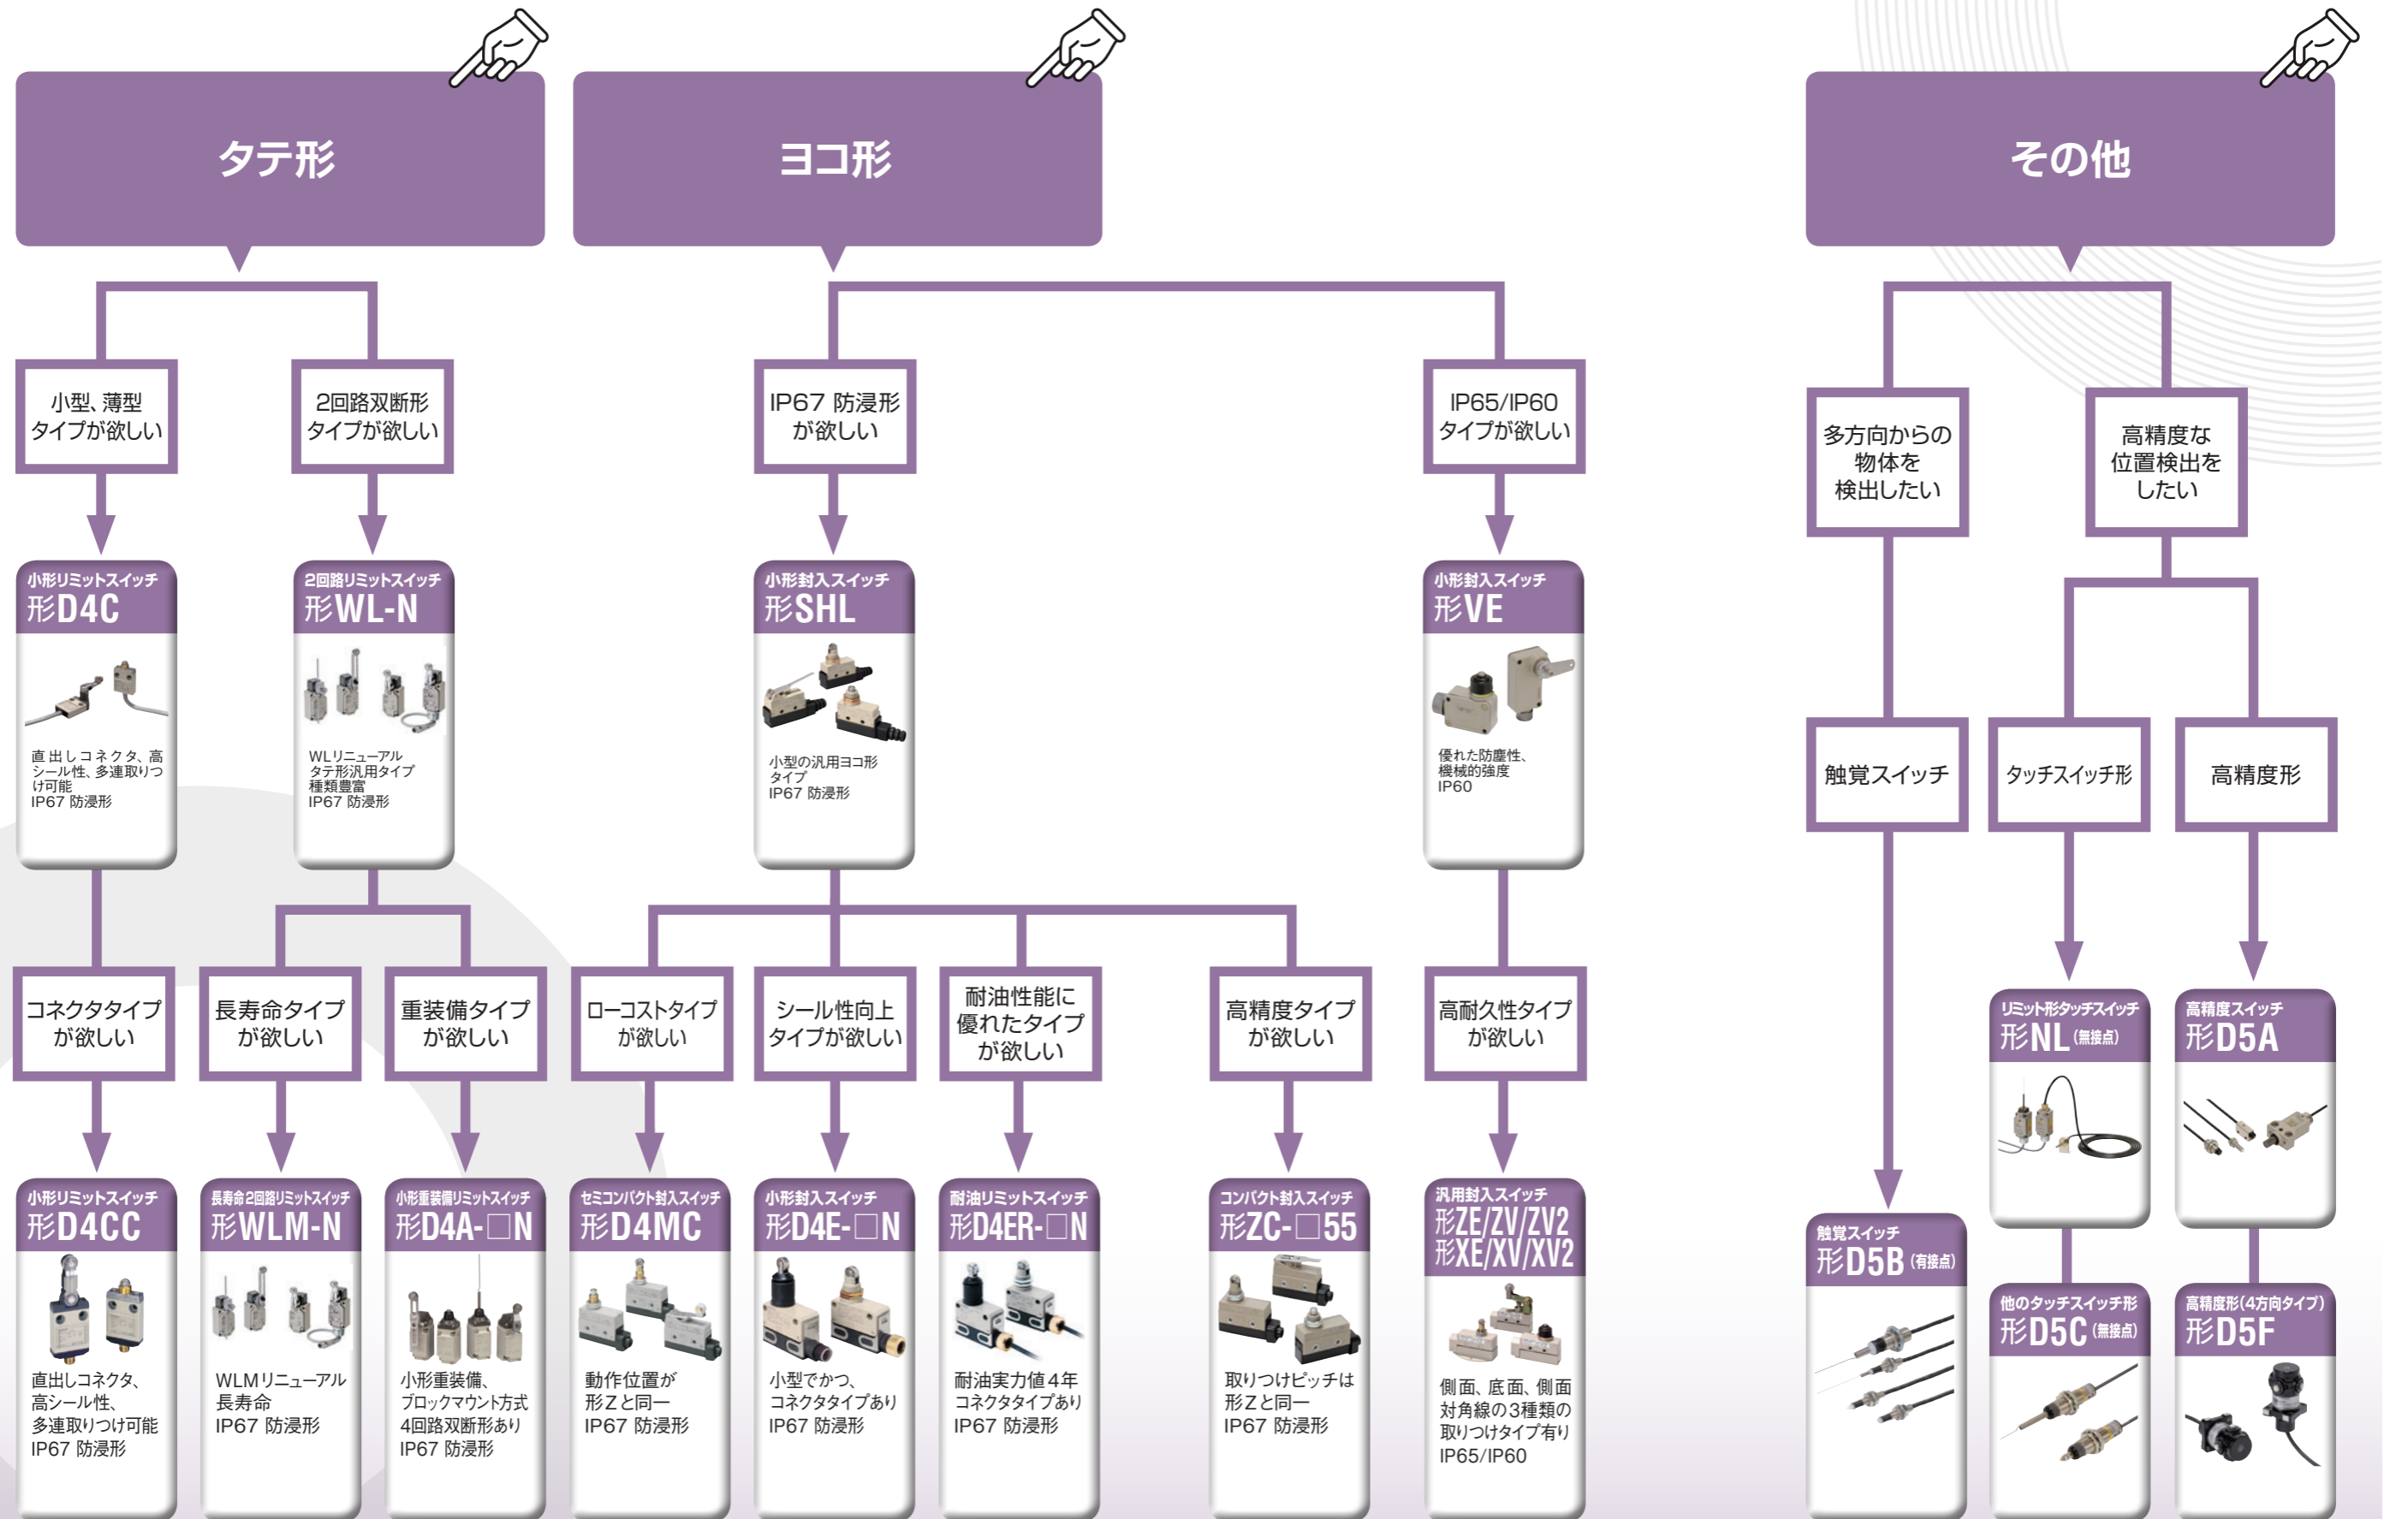 タテ形
ヨコ形
その他
小型、薄型
タイプが欲しい
2回路双断形
タイプが欲しい
IP67 防浸形
が欲しい
IP65/IP60
タイプが欲しい
多方向からの
物体を
検出したい
高精度な
位置検出を
したい
小形リミットスイッチ
形D4C
直出しコネクタ、高
シール性、多連取りつ
け可能
IP67 防浸形
2回路リミットスイッチ
形WL-N
WLリニューアル
タテ形汎用タイプ
種類豊富
IP67 防浸形
小形封入スイッチ
形SHL
小型の汎用ヨコ形
タイプ
IP67 防浸形
小形封入スイッチ
形VE
優れた防塵性、
機械的強度
IP60
触覚スイッチ
タッチスイッチ形
高精度形
コネクタタイプ
が欲しい
長寿命タイプ
が欲しい
重装備タイプ
が欲しい
ローコストタイプ
が欲しい
シール性向上
タイプが欲しい
耐油性能に
優れたタイプ
が欲しい
高精度タイプ
が欲しい
高耐久性タイプ
が欲しい
リミット形タッチスイッチ
形NL(無接点)
高精度スイッチ
形D5A
小形リミットスイッチ
形D4CC
直出しコネクタ、
高シール性、
多連取りつけ可能
IP67 防浸形
長寿命2回路リミットスイッチ
形WLM-N
WLMリニューアル
長寿命
IP67 防浸形
小形重装備リミットスイッチ
形D4A-□N
小形重装備、
ブロックマウント方式
4回路双断形あり
IP67 防浸形
セミコンパクト封入スイッチ
形D4MC
動作位置が
形Zと同一
IP67 防浸形
小形封入スイッチ
形D4E-□N
小型でかつ、
コネクタタイプあり
IP67 防浸形
耐油リミットスイッチ
形D4ER-□N
耐油実力値4年
コネクタタイプあり
IP67 防浸形
コンパクト封入スイッチ
形ZC-□55
取りつけピッチは
形Zと同一
IP67 防浸形
汎用封入スイッチ
形ZE/ZV/ZV2
形XE/XV/XV2
側面、底面、側面
対角線の3種類の
取りつけタイプ有り
IP65/IP60
触覚スイッチ
形D5B(有接点)
他のタッチスイッチ形
形D5C(無接点)
高精度形(4方向タイプ)
形D5F